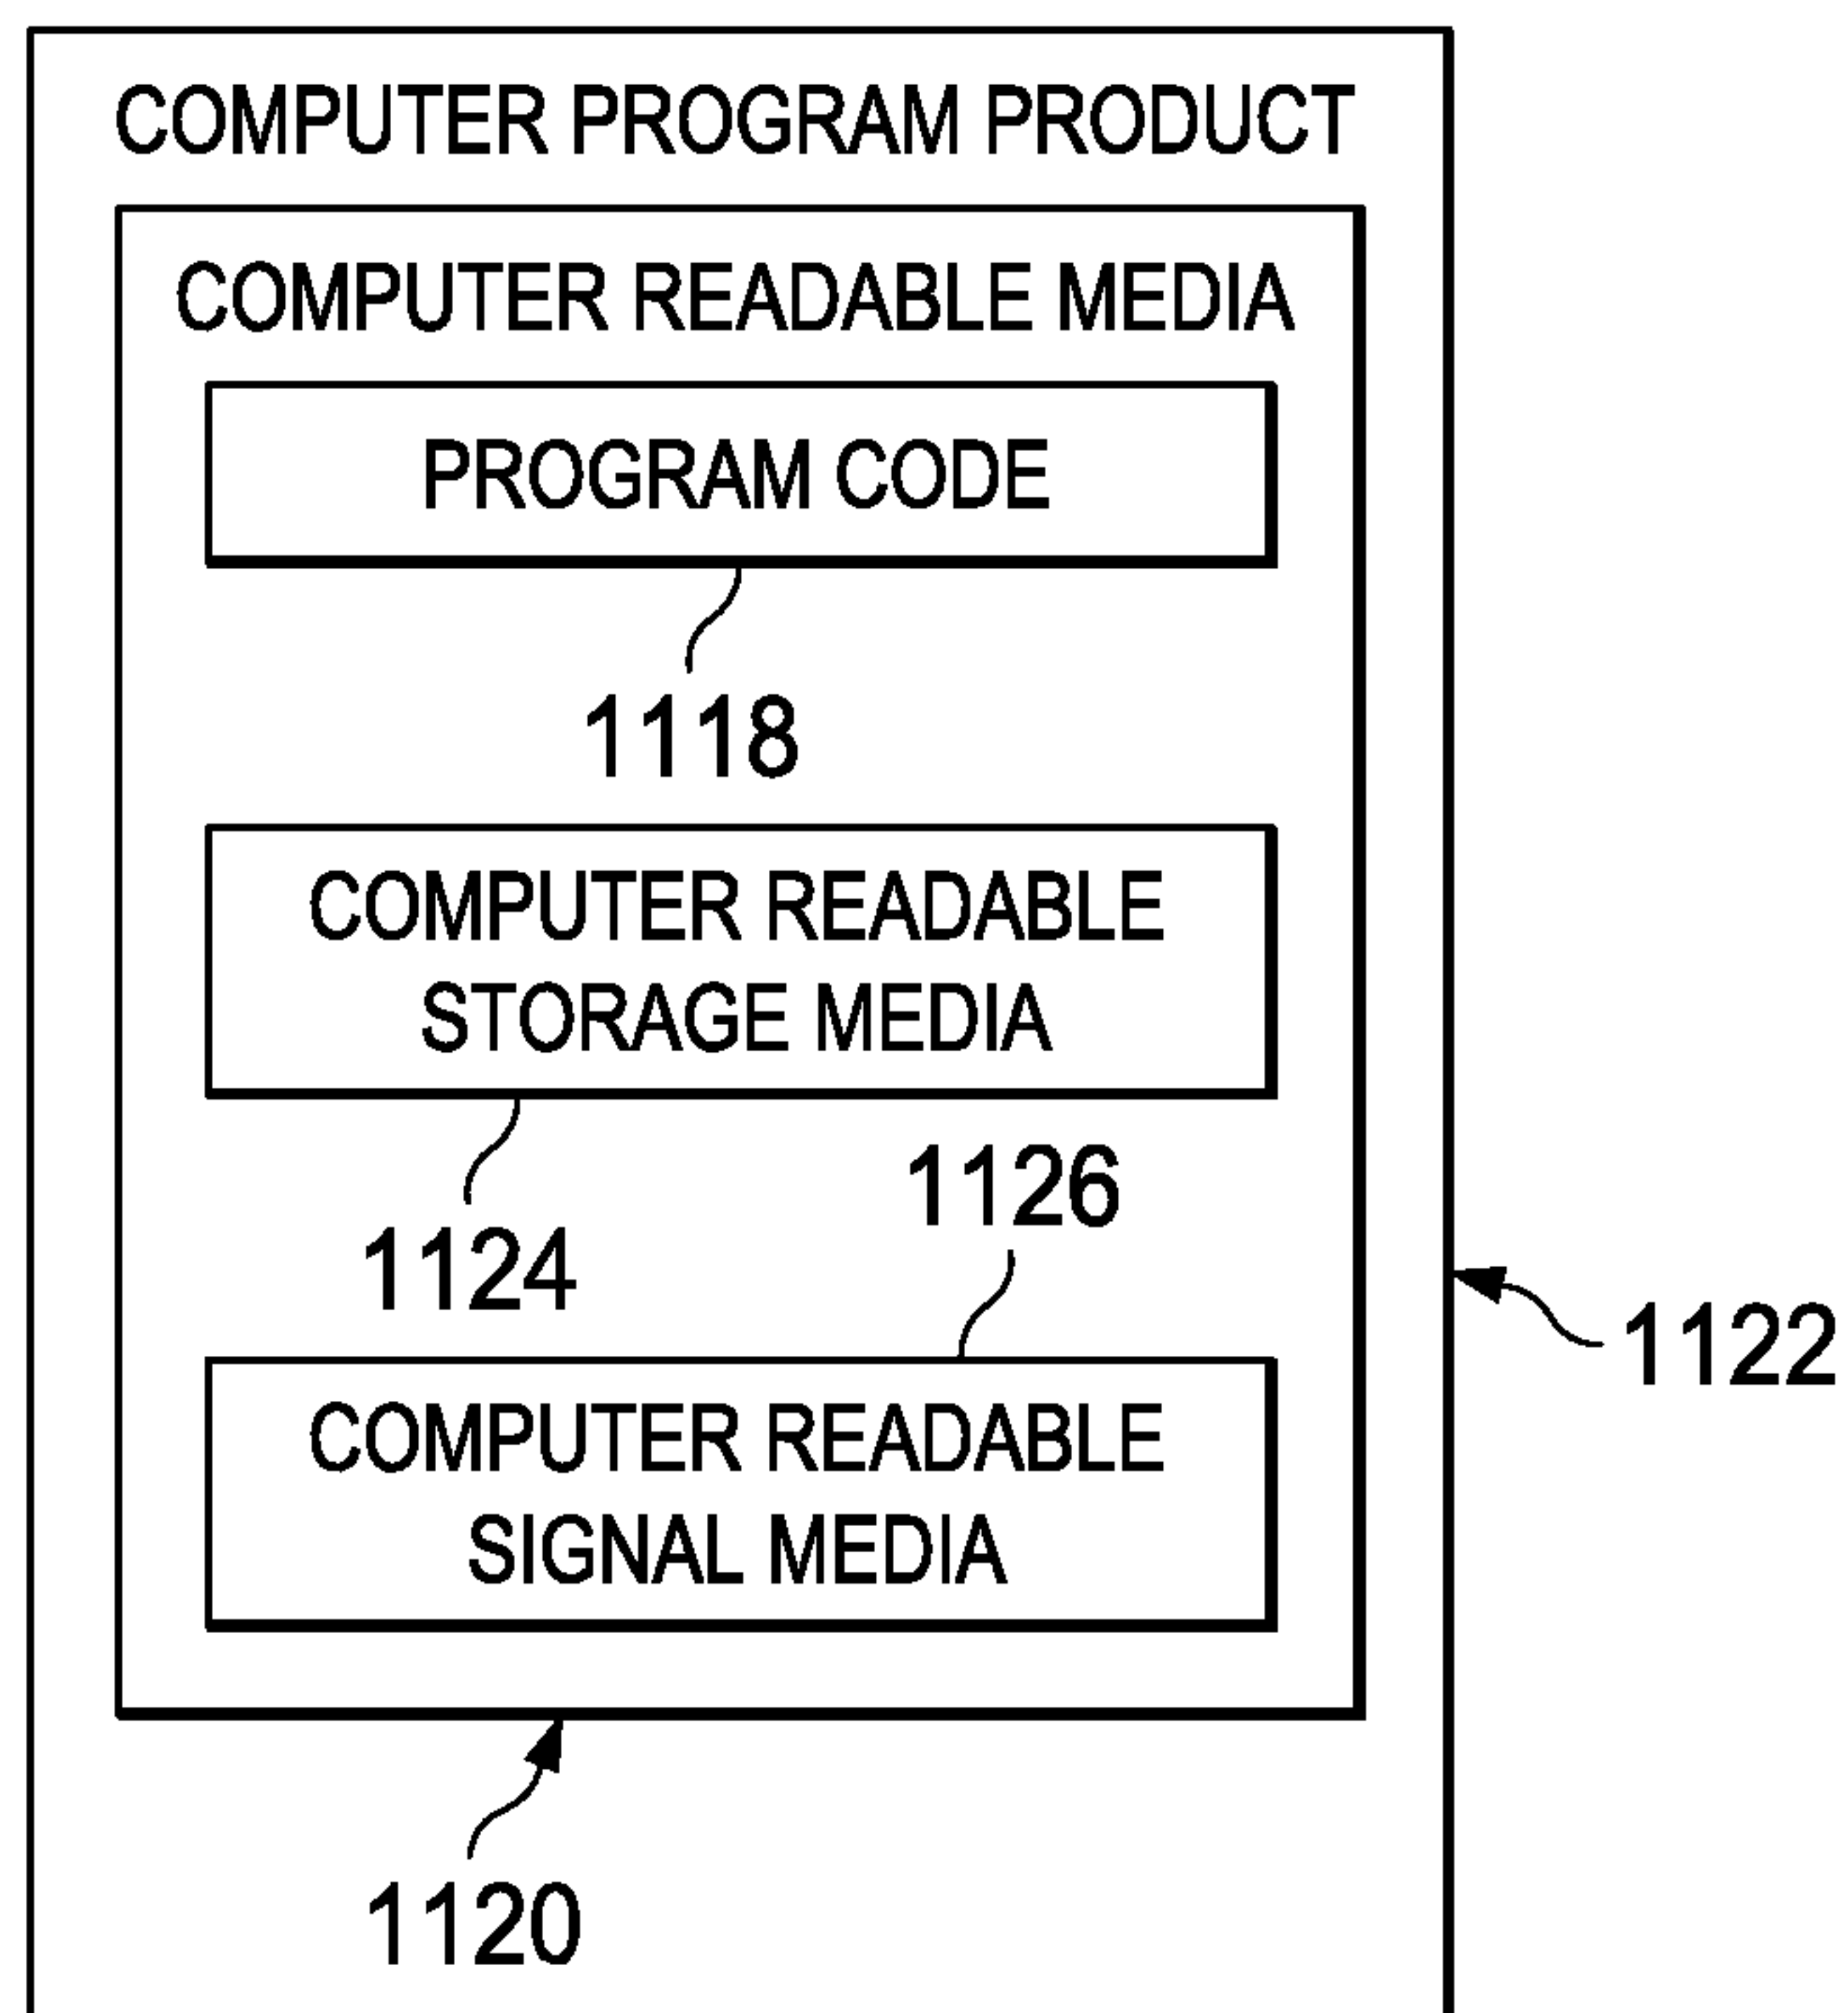 COMPUTER PROGRAM PRODUCT
COMPUTER READABLE MEDIA
PROGRAM CODE
1118
COMPUTER READABLE
STORAGE MEDIA
1126
1124
1122
COMPUTER READABLE
SIGNAL MEDIA
1120